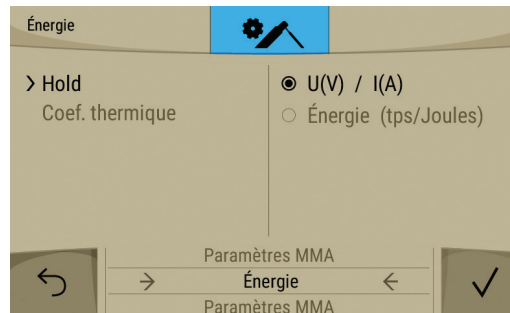 Énergie
> Hold
Coef. thermique
U(V) / I(A)
Énergie (tps/Joules)
Paramètres MMA
Énergie
Paramètres MMA